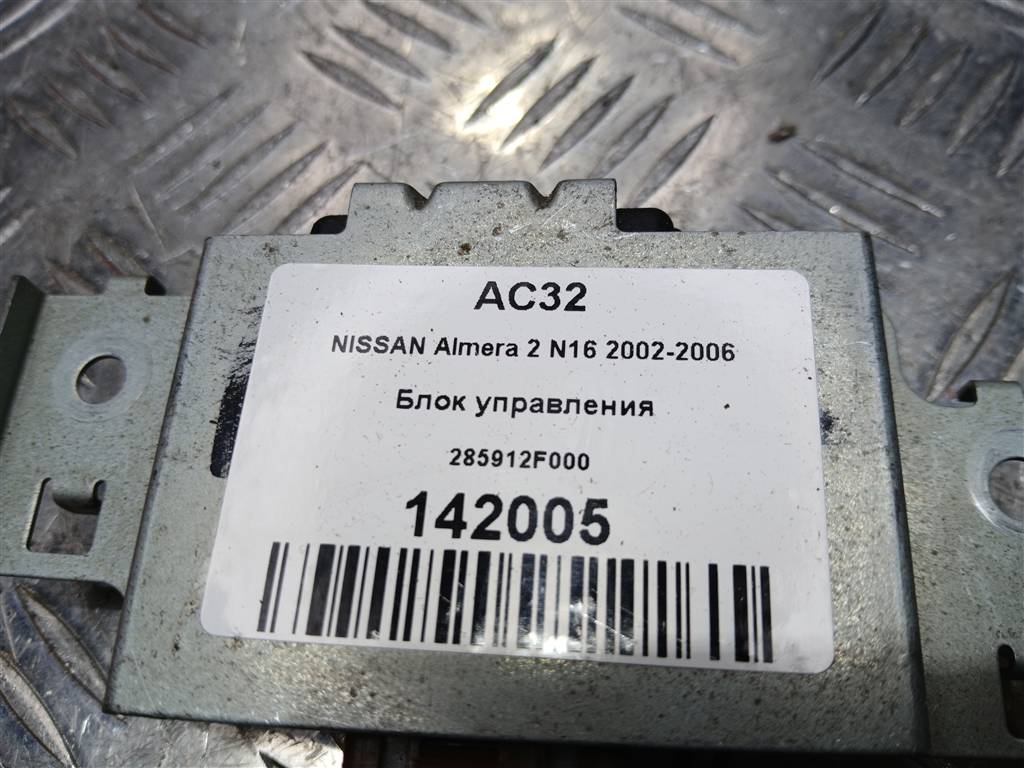 AC32
NISSAN Almera 2 N16 2002-2006
Блок управления
285912F000
142005